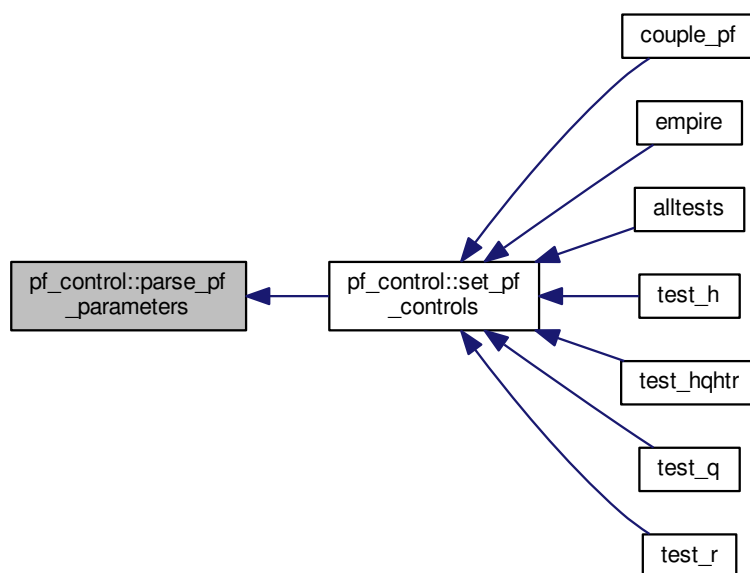 couple_pf
empire
alltests
pf_control::parse_pf
_parameters
pf_control::set_pf
_controls
test_h
test_hqhtr
test_q
test_r